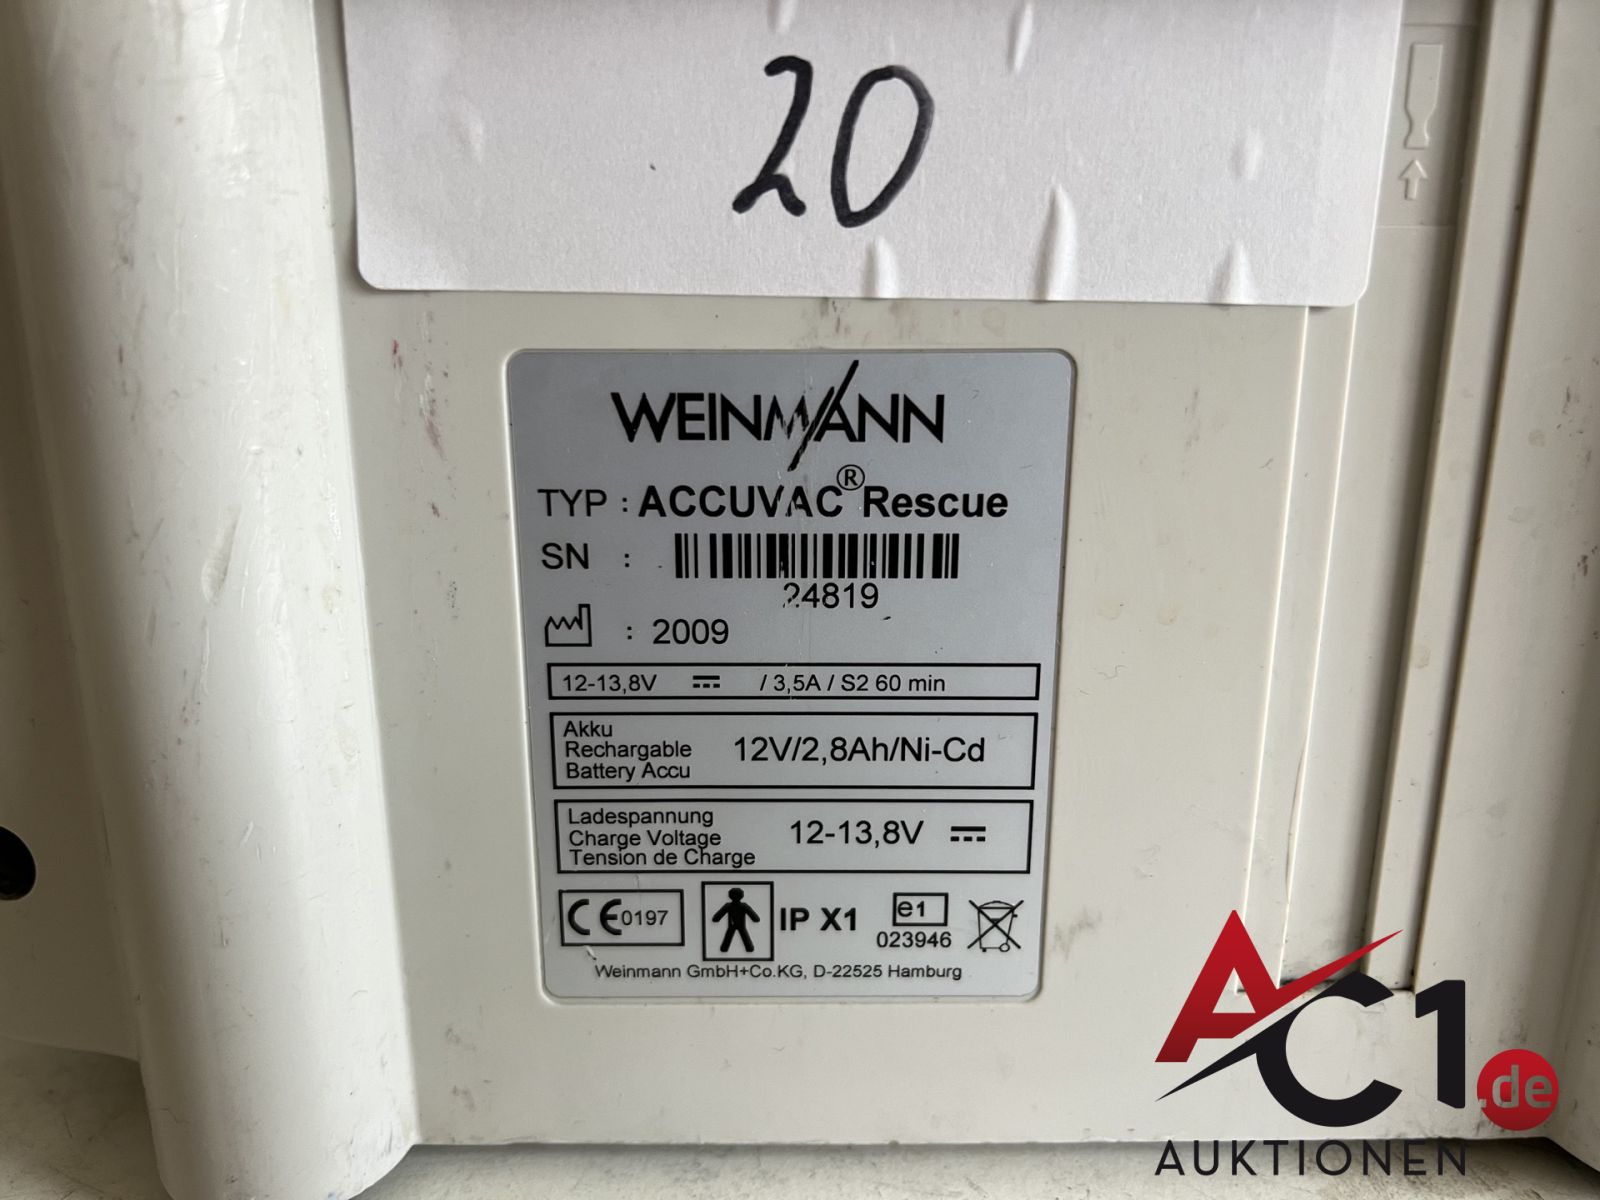 20
WEINMANN
TYP : ACCUVAC® Rescue
SN :
24819
: 2009
12-13,8V / 3,5A / S2 60 min
Akku
Rechargable
Battery Accu
12V/2,8Ah/Ni-Cd
Ladespannung
Charge Voltage
Tension de Charge
12-13,8V
CE 0197
IP X1
e1
023946
Weinmann GmbH+Co.KG, D-22525 Hamburg
AC1.de
AUKTIONEN